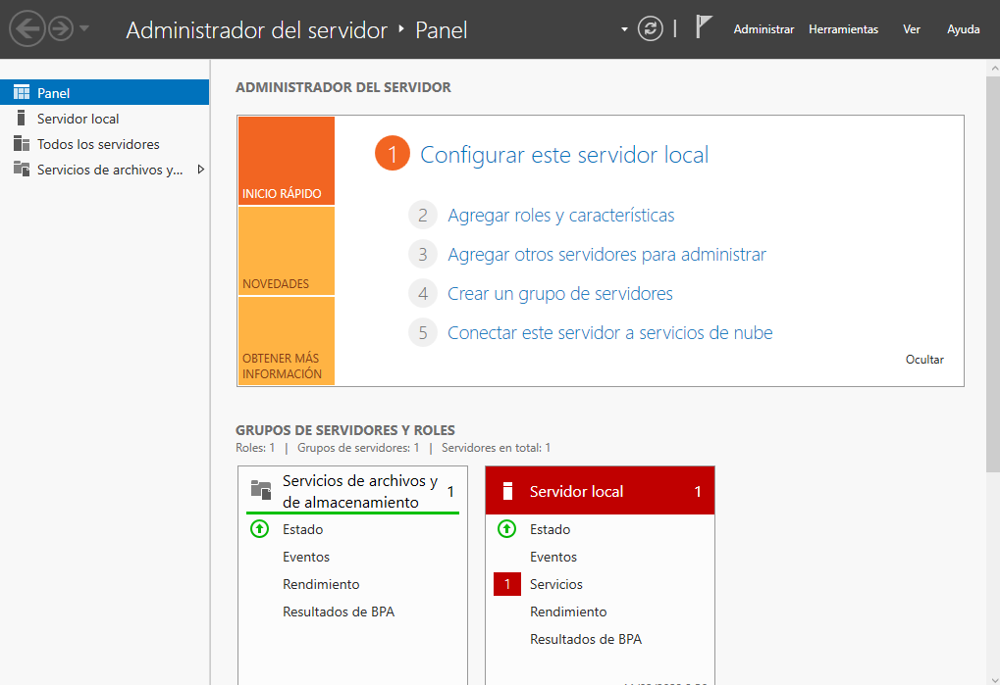 Administrador del servidor ‣ Panel
Administrar Herramientas Ver Ayuda
Panel
Servidor local
Todos los servidores
Servicios de archivos y...
ADMINISTRADOR DEL SERVIDOR
INICIO RÁPIDO
NOVEDADES
OBTENER MÁS
INFORMACIÓN
1 Configurar este servidor local
2 Agregar roles y características
3 Agregar otros servidores para administrar
4 Crear un grupo de servidores
5 Conectar este servidor a servicios de nube
Ocultar
GRUPOS DE SERVIDORES Y ROLES
Roles: 1 | Grupos de servidores: 1 | Servidores en total: 1
Servicios de archivos y
de almacenamiento
1
Estado
Eventos
Rendimiento
Resultados de BPA
Servidor local 1
Estado
Eventos
1 Servicios
Rendimiento
Resultados de BPA